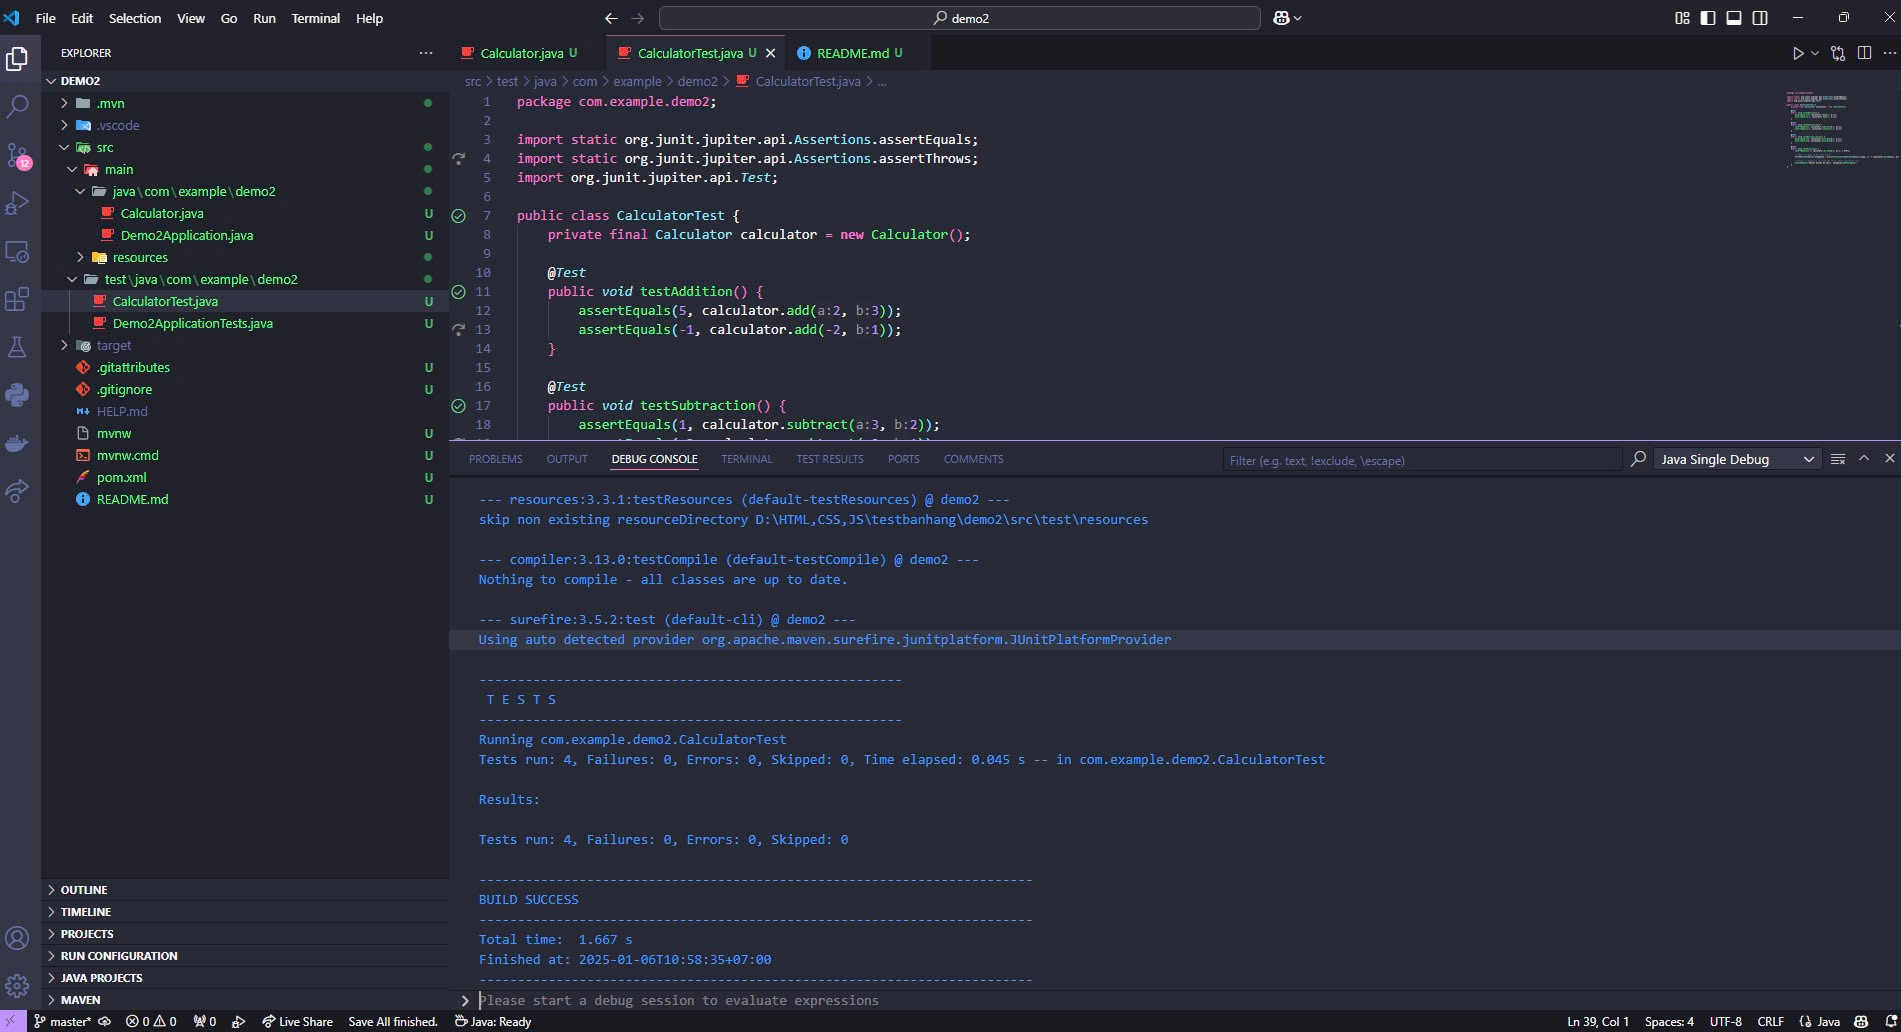 File Edit Selection View Go Run Terminal Help
demo2
EXPLORER
Calculator.java U
CalculatorTest.java U
README.md U
DEMO2
src > test > java > com > example > demo2 > CalculatorTest.java > ...
.mvn
.vscode
src
12
main
java\com\example\demo2
Calculator.java U
Demo2Application.java U
resources
test\java\com\example\demo2
CalculatorTest.java U
Demo2ApplicationTests.java U
target
.gitattributes U
.gitignore U
HELP.md
mvnw U
mvnw.cmd U
pom.xml U
README.md U
OUTLINE
TIMELINE
PROJECTS
RUN CONFIGURATION
JAVA PROJECTS
MAVEN
1 package com.example.demo2;
2
3 import static org.junit.jupiter.api.Assertions.assertEquals;
4 import static org.junit.jupiter.api.Assertions.assertThrows;
5 import org.junit.jupiter.api.Test;
6
7 public class CalculatorTest {
8 private final Calculator calculator = new Calculator();
9
10 @Test
11 public void testAddition() {
12 assertEquals(5, calculator.add(a:2, b:3));
13 assertEquals(-1, calculator.add(-2, b:1));
14 }
15
16 @Test
17 public void testSubtraction() {
18 assertEquals(1, calculator.subtract(a:3, b:2));
PROBLEMS OUTPUT DEBUG CONSOLE TERMINAL TEST RESULTS PORTS COMMENTS
Filter (e.g. text, !exclude, \escape)
Java Single Debug
--- resources:3.3.1:testResources (default-testResources) @ demo2 ---
skip non existing resourceDirectory D:\HTML,CSS,JS\testbanhang\demo2\src\test\resources
--- compiler:3.13.0:testCompile (default-testCompile) @ demo2 ---
Nothing to compile - all classes are up to date.
--- surefire:3.5.2:test (default-cli) @ demo2 ---
Using auto detected provider org.apache.maven.surefire.junitplatform.JUnitPlatformProvider
-------------------------------------------------------
T E S T S
-------------------------------------------------------
Running com.example.demo2.CalculatorTest
Tests run: 4, Failures: 0, Errors: 0, Skipped: 0, Time elapsed: 0.045 s -- in com.example.demo2.CalculatorTest
Results:
Tests run: 4, Failures: 0, Errors: 0, Skipped: 0
------------------------------------------------------------------------
BUILD SUCCESS
------------------------------------------------------------------------
Total time: 1.667 s
Finished at: 2025-01-06T10:58:35+07:00
------------------------------------------------------------------------
Please start a debug session to evaluate expressions
master* 0 0 0 Live Share Save All finished. Java: Ready
Ln 39, Col 1 Spaces: 4 UTF-8 CRLF {} Java